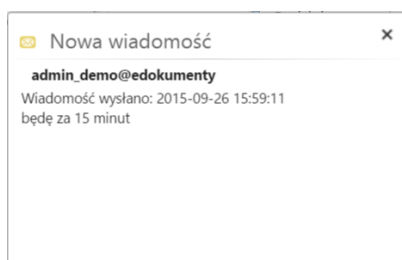 Nowa wiadomość
admin_demo@edokumenty
Wiadomość wysłano: 2015-09-26 15:59:11
będę za 15 minut